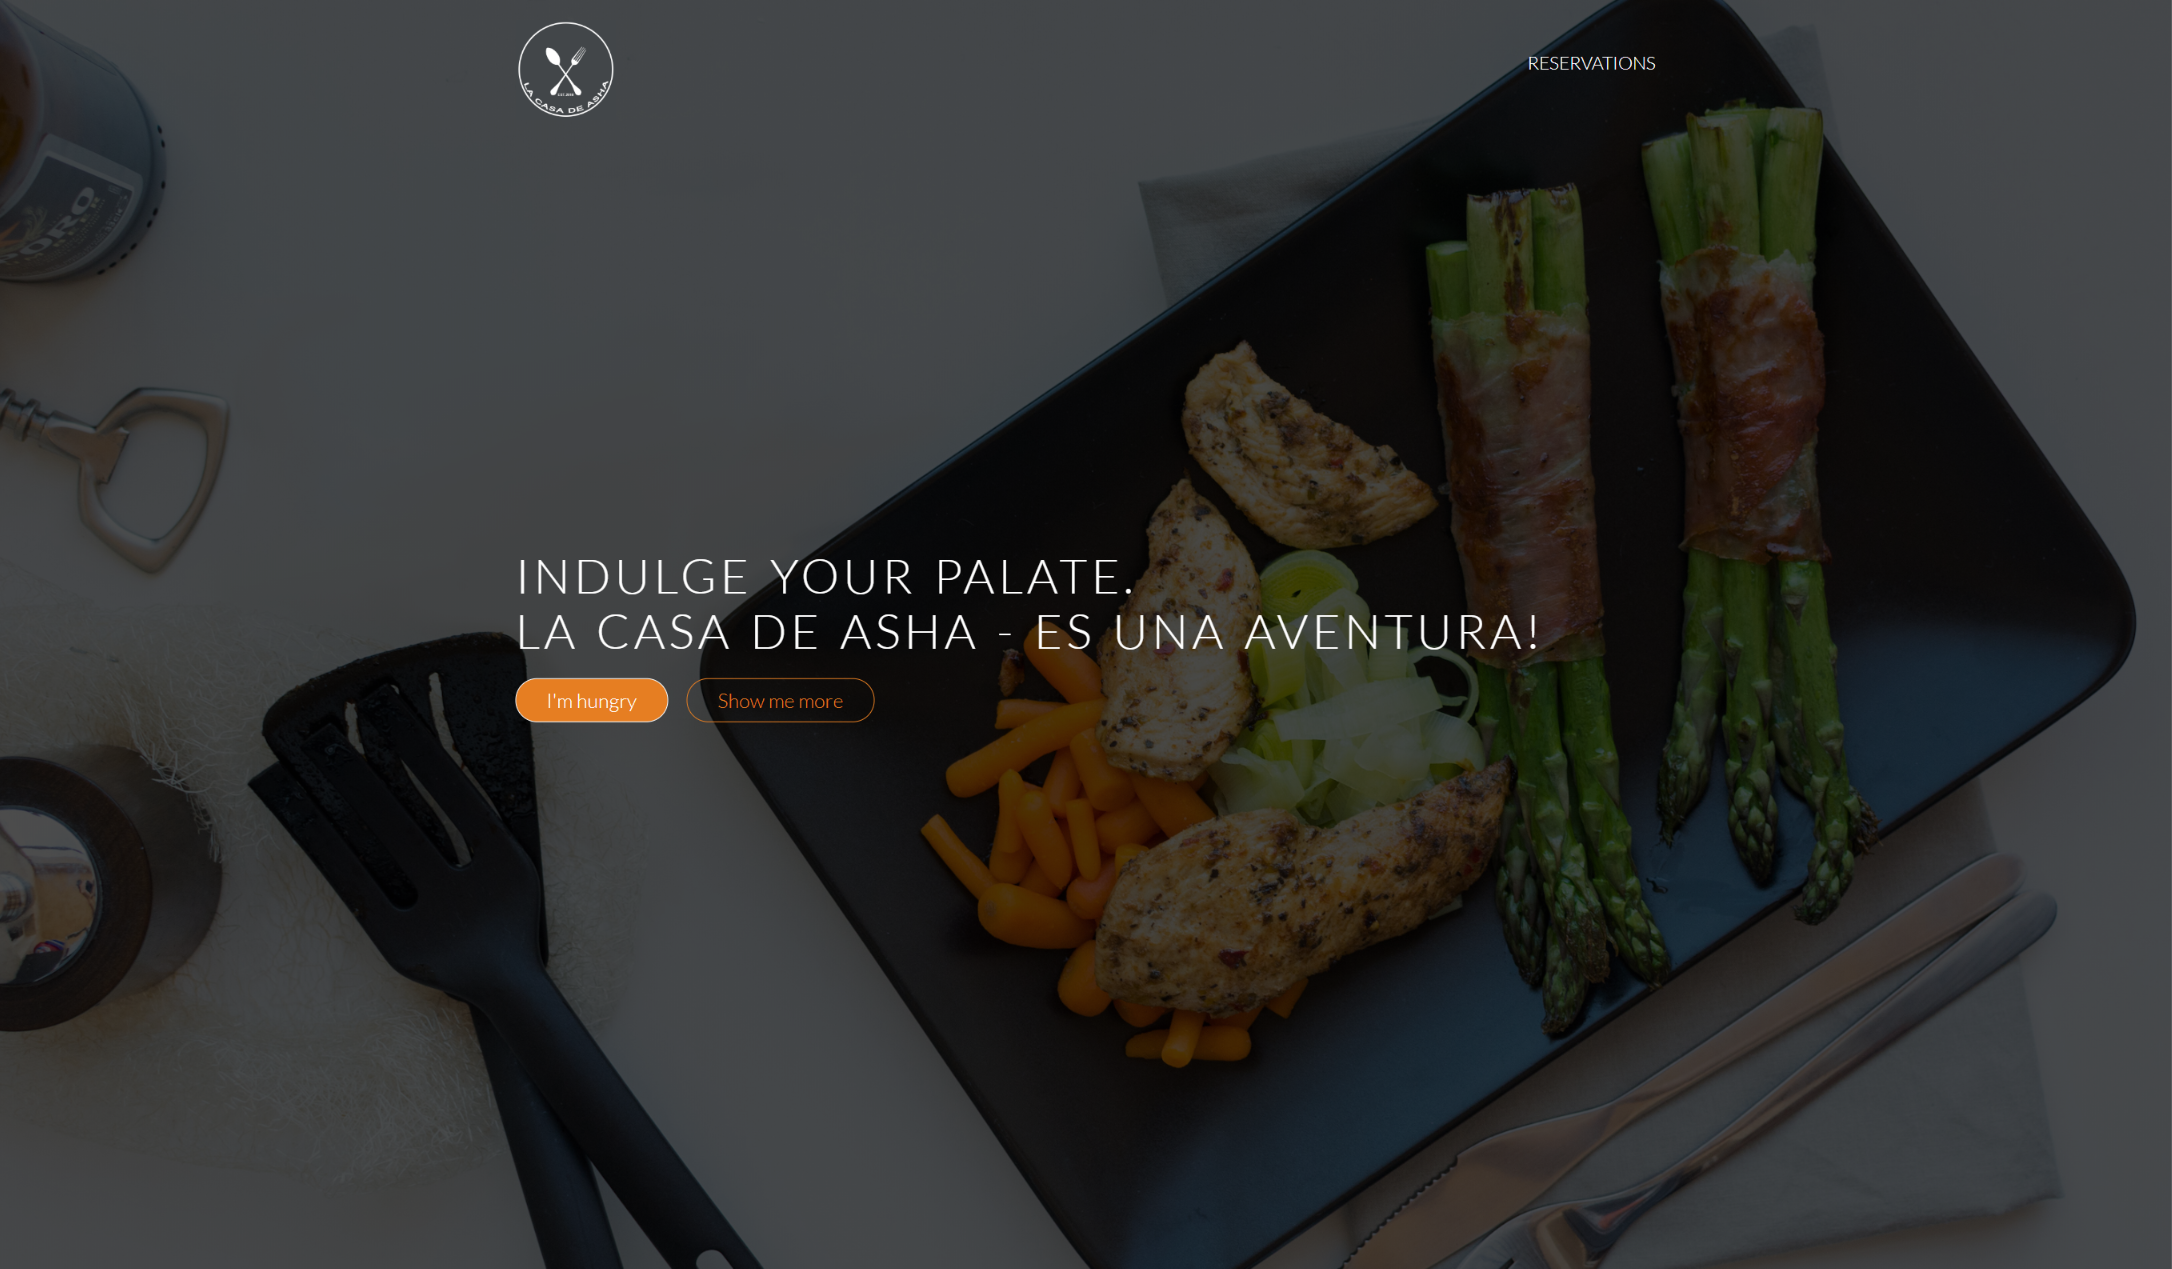 LA CASA DE ASHA
RESERVATIONS
ORO
INDULGE YOUR PALATE.
LA CASA DE ASHA - ES UNA AVENTURA!
I'm hungry
Show me more